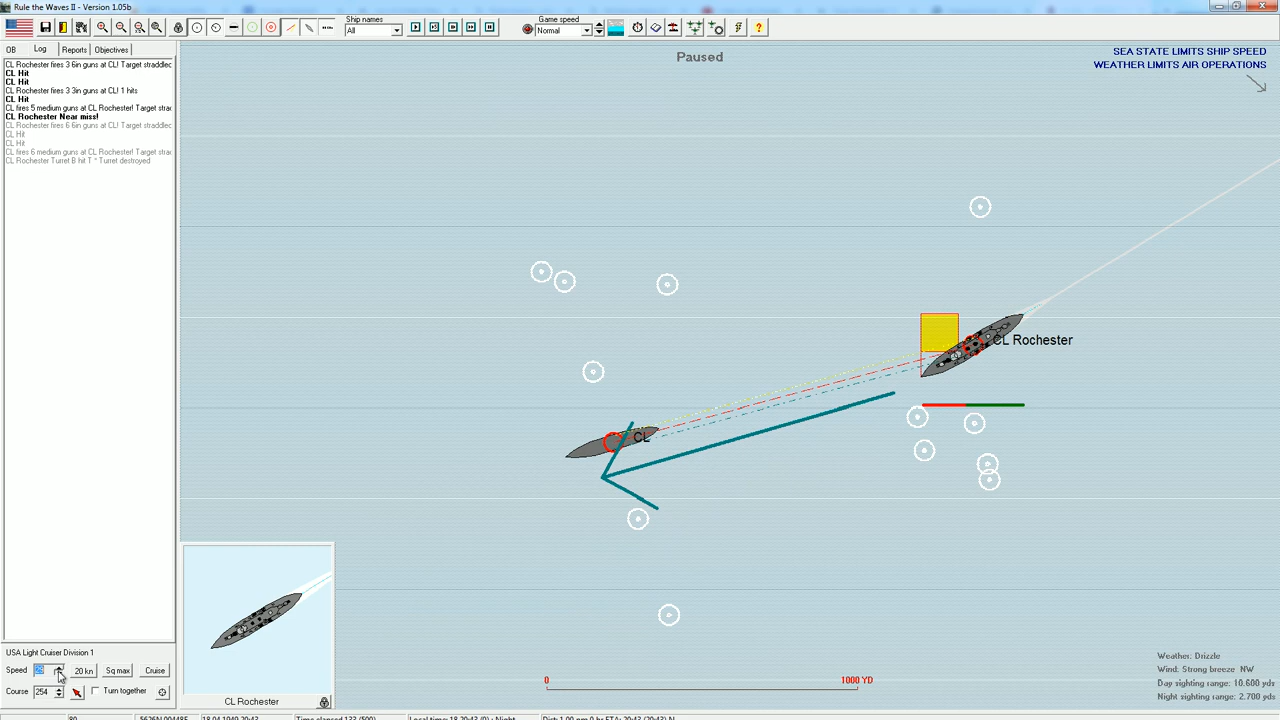 Rule the Waves II - Version 1.05b
Ship names
All
Game speed
Normal
OB Log Reports Objectives
CL Rochester fires 3 6in guns at CL! Target straddled
CL Hit
CL Hit
CL Rochester fires 3 3in guns at CL! 1 hits
CL Hit
CL fires 5 medium guns at CL Rochester! Target stra
CL Rochester Near miss!
CL Rochester fires 6 6in guns at CL! Target straddled
CL Hit
CL Hit
CL fires 6 medium guns at CL Rochester! Target stra
CL Rochester Turret B hit T * Turret destroyed
Paused
SEA STATE LIMITS SHIP SPEED
WEATHER LIMITS AIR OPERATIONS
CL Rochester
CL
0 1000 YD
Weather: Drizzle
Wind: Strong breeze NW
Day sighting range: 10.600 yds
Night sighting range: 2.700 yds
CL Rochester
USA Light Cruiser Division 1
Speed 20 kn Sq max Cruise
Course 254 Turn together